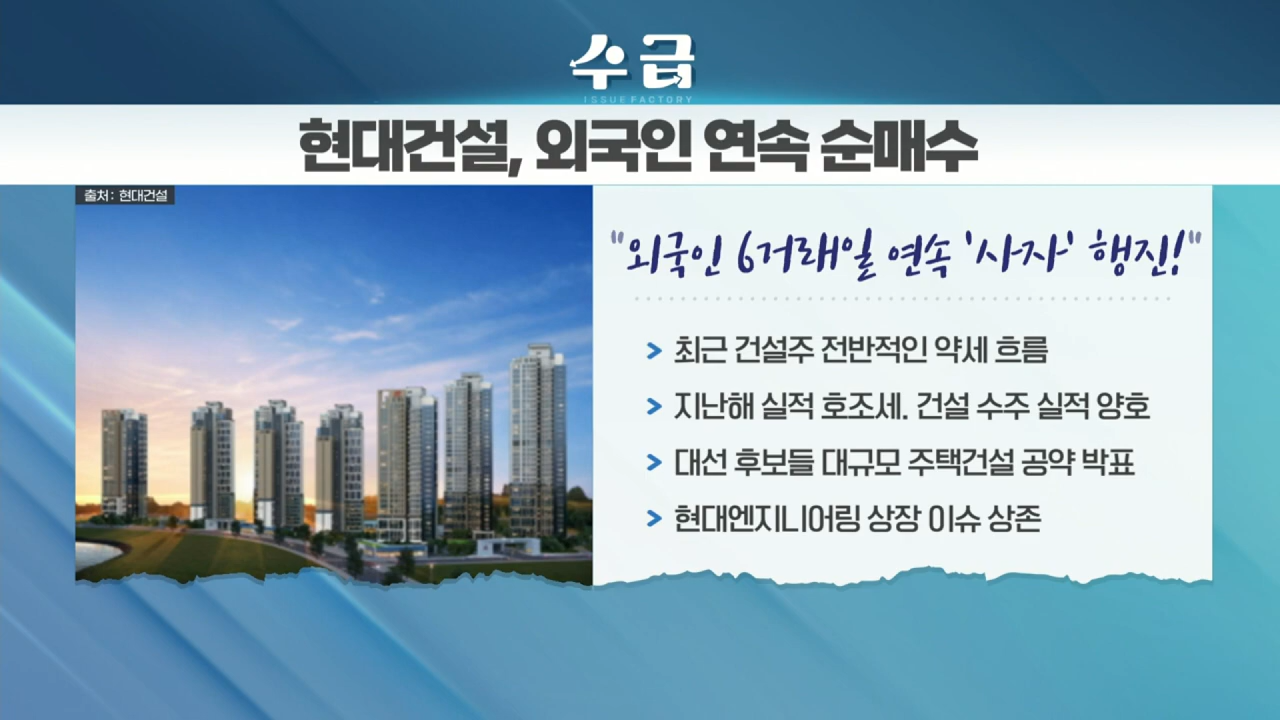 수급
ISSUE FACTORY
현대건설, 외국인 연속 순매수
출처: 현대건설
"외국인 6거래일 연속 '사자' 행진!"
> 최근 건설주 전반적인 약세 흐름
> 지난해 실적 호조세. 건설 수주 실적 양호
> 대선 후보들 대규모 주택건설 공약 박표
> 현대엔지니어링 상장 이슈 상존